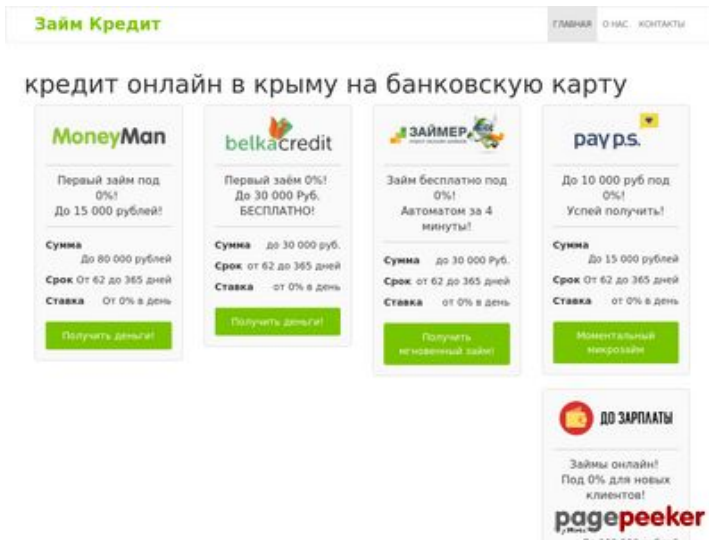 Займ Кредит
ГЛАВНАЯ О НАС КОНТАКТЫ
кредит онлайн в крыму на банковскую карту
MoneyMan
Первый займ под
0%!
До 15 000 рублей!
Сумма
До 80 000 рублей
Срок От 62 до 365 дней
Ставка От 0% в день
Получить деньги!
belkacredit
Первый заём 0%!
До 30 000 Руб.
БЕСПЛАТНО!
Сумма до 30 000 руб.
Срок от 62 до 365 дней
Ставка от 0% в день
Получить деньги!
ЗАЙМЕР
Займ бесплатно под
0%!
Автоматом за 4
минуты!
Сумма до 30 000 Руб.
Срок от 62 до 365 дней
Ставка от 0% в день
Получить
мгновенный займ!
pay p.s.
До 10 000 руб под
0%!
Успей получить!
Сумма
До 15 000 рублей
Срок От 62 до 365 дней
Ставка От 0% в день
Моментальный
микрозайм
ДО ЗАРПЛАТЫ
Займы онлайн!
Под 0% для новых
клиентов!
pagepeeker